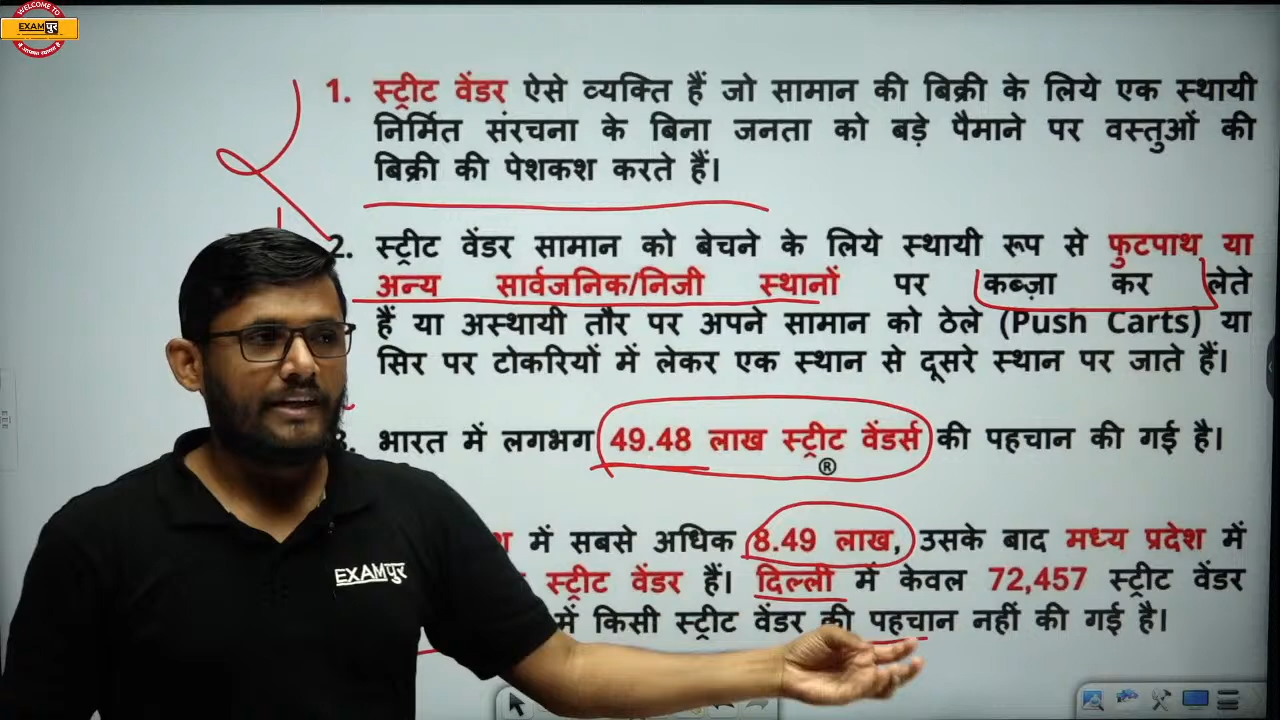 WELCOME TO
EXAMपुर
1. स्ट्रीट वेंडर ऐसे व्यक्ति हैं जो सामान की बिक्री के लिये एक स्थायी
निर्मित संरचना के बिना जनता को बड़े पैमाने पर वस्तुओं की
बिक्री की पेशकश करते हैं।
2. स्ट्रीट वेंडर सामान को बेचने के लिये स्थायी रूप से फुटपाथ या
अन्य सार्वजनिक/निजी स्थानों पर कब्ज़ा कर लेते
हैं या अस्थायी तौर पर अपने सामान को ठेले (Push Carts) या
सिर पर टोकरियों में लेकर एक स्थान से दूसरे स्थान पर जाते हैं।
3. भारत में लगभग 49.48 लाख स्ट्रीट वेंडर्स की पहचान की गई है।
®
में सबसे अधिक 8.49 लाख, उसके बाद मध्य प्रदेश में
स्ट्रीट वेंडर हैं। दिल्ली में केवल 72,457 स्ट्रीट वेंडर
में किसी स्ट्रीट वेंडर की पहचान नहीं की गई है।
EXAMपुर